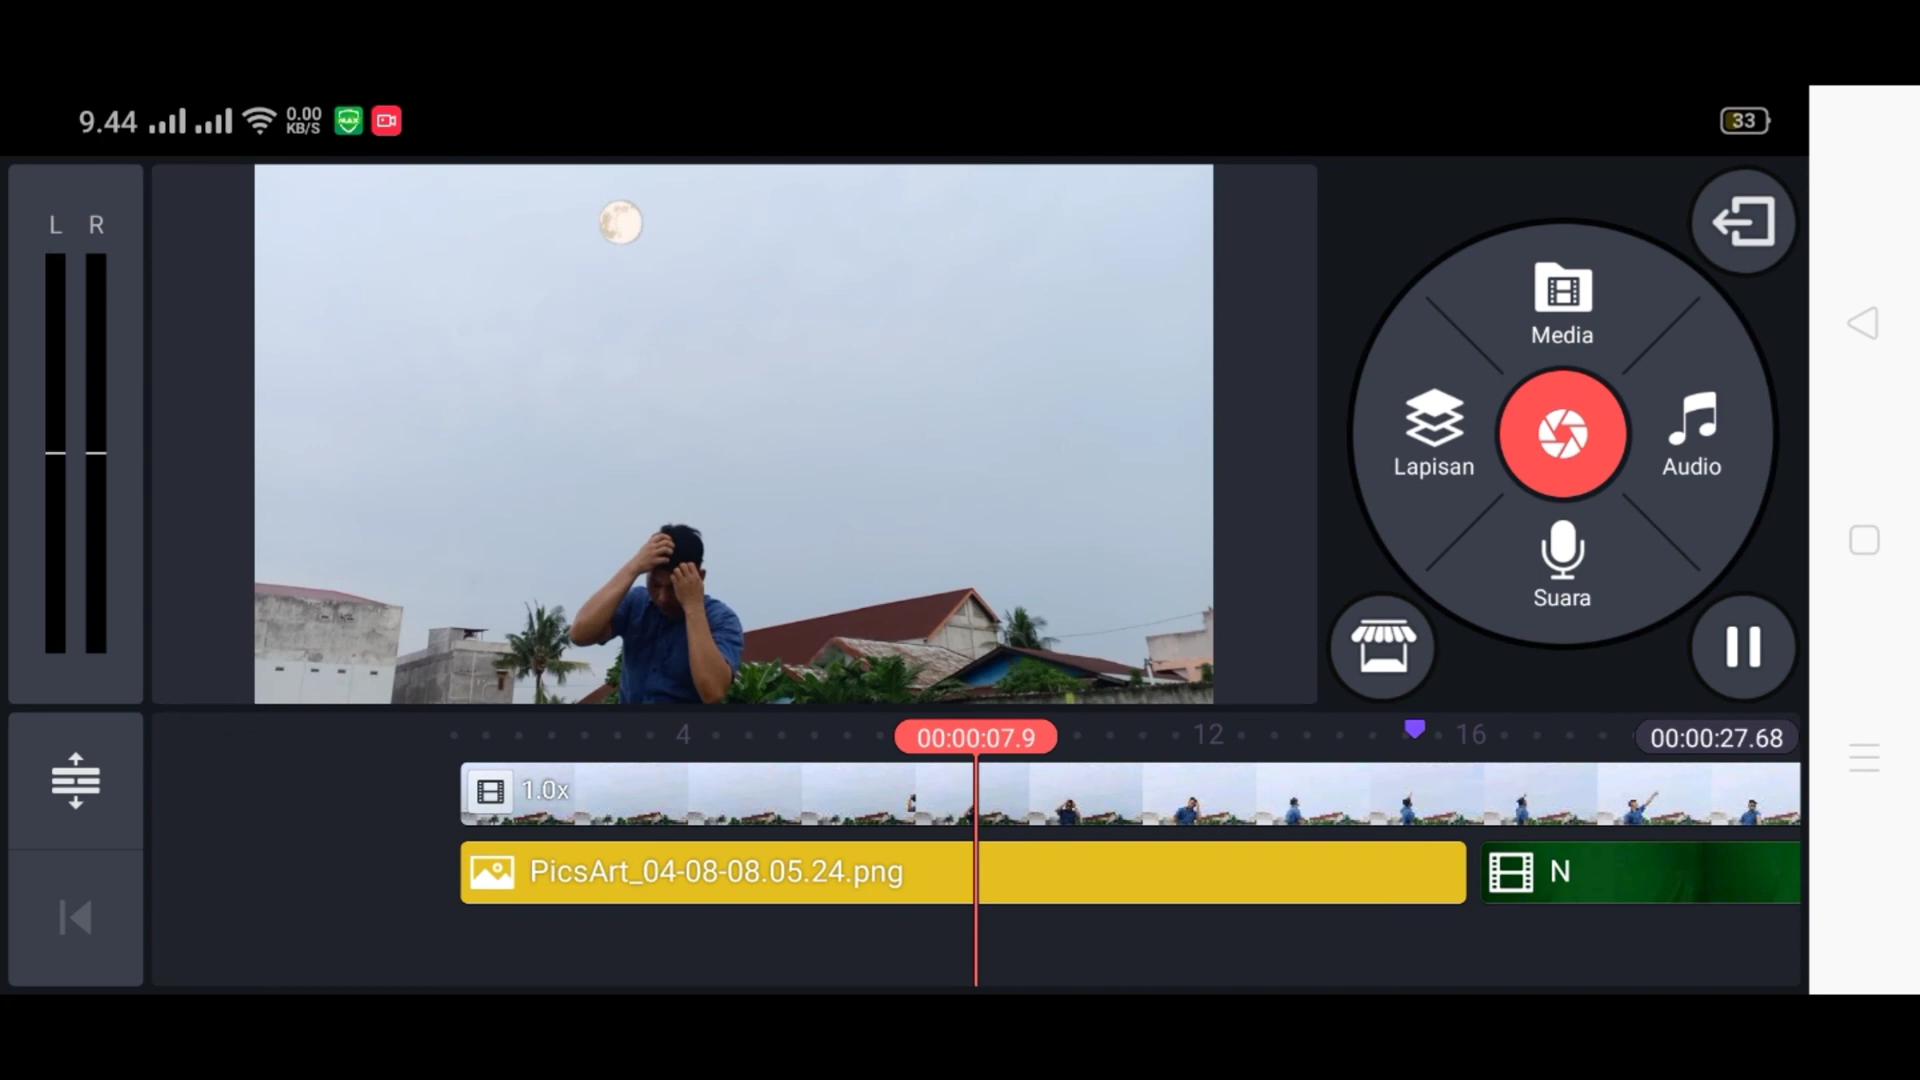 9.44
0.00
KB/S
MAX
33
L R
Media
Lapisan
Audio
Suara
4
00:00:07.9
12
16
00:00:27.68
1.0x
PicsArt_04-08-08.05.24.png
N